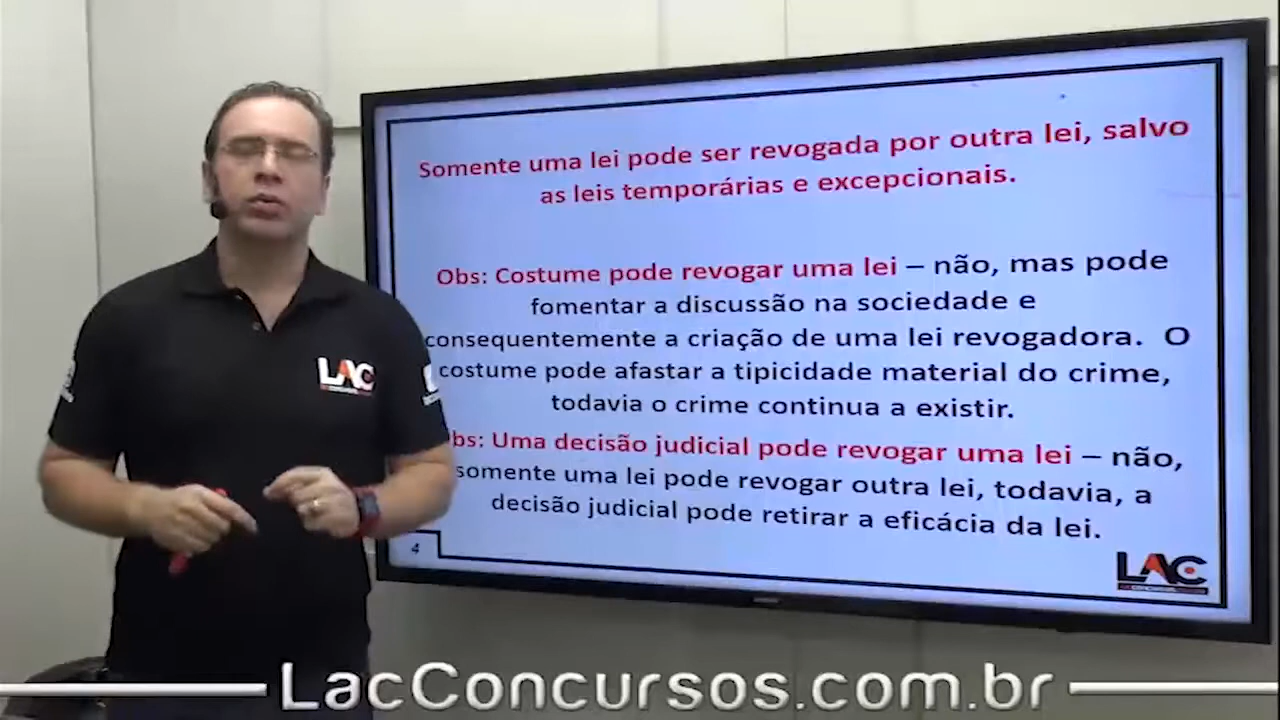 Somente uma lei pode ser revogada por outra lei, salvo
as leis temporárias e excepcionais.
Obs: Costume pode revogar uma lei – não, mas pode
fomentar a discussão na sociedade e
consequentemente a criação de uma lei revogadora. O
costume pode afastar a tipicidade material do crime,
todavia o crime continua a existir.
bs: Uma decisão judicial pode revogar uma lei – não,
somente uma lei pode revogar outra lei, todavia, a
decisão judicial pode retirar a eficácia da lei.
4
LAC
LAC
LacConcursos.com.br